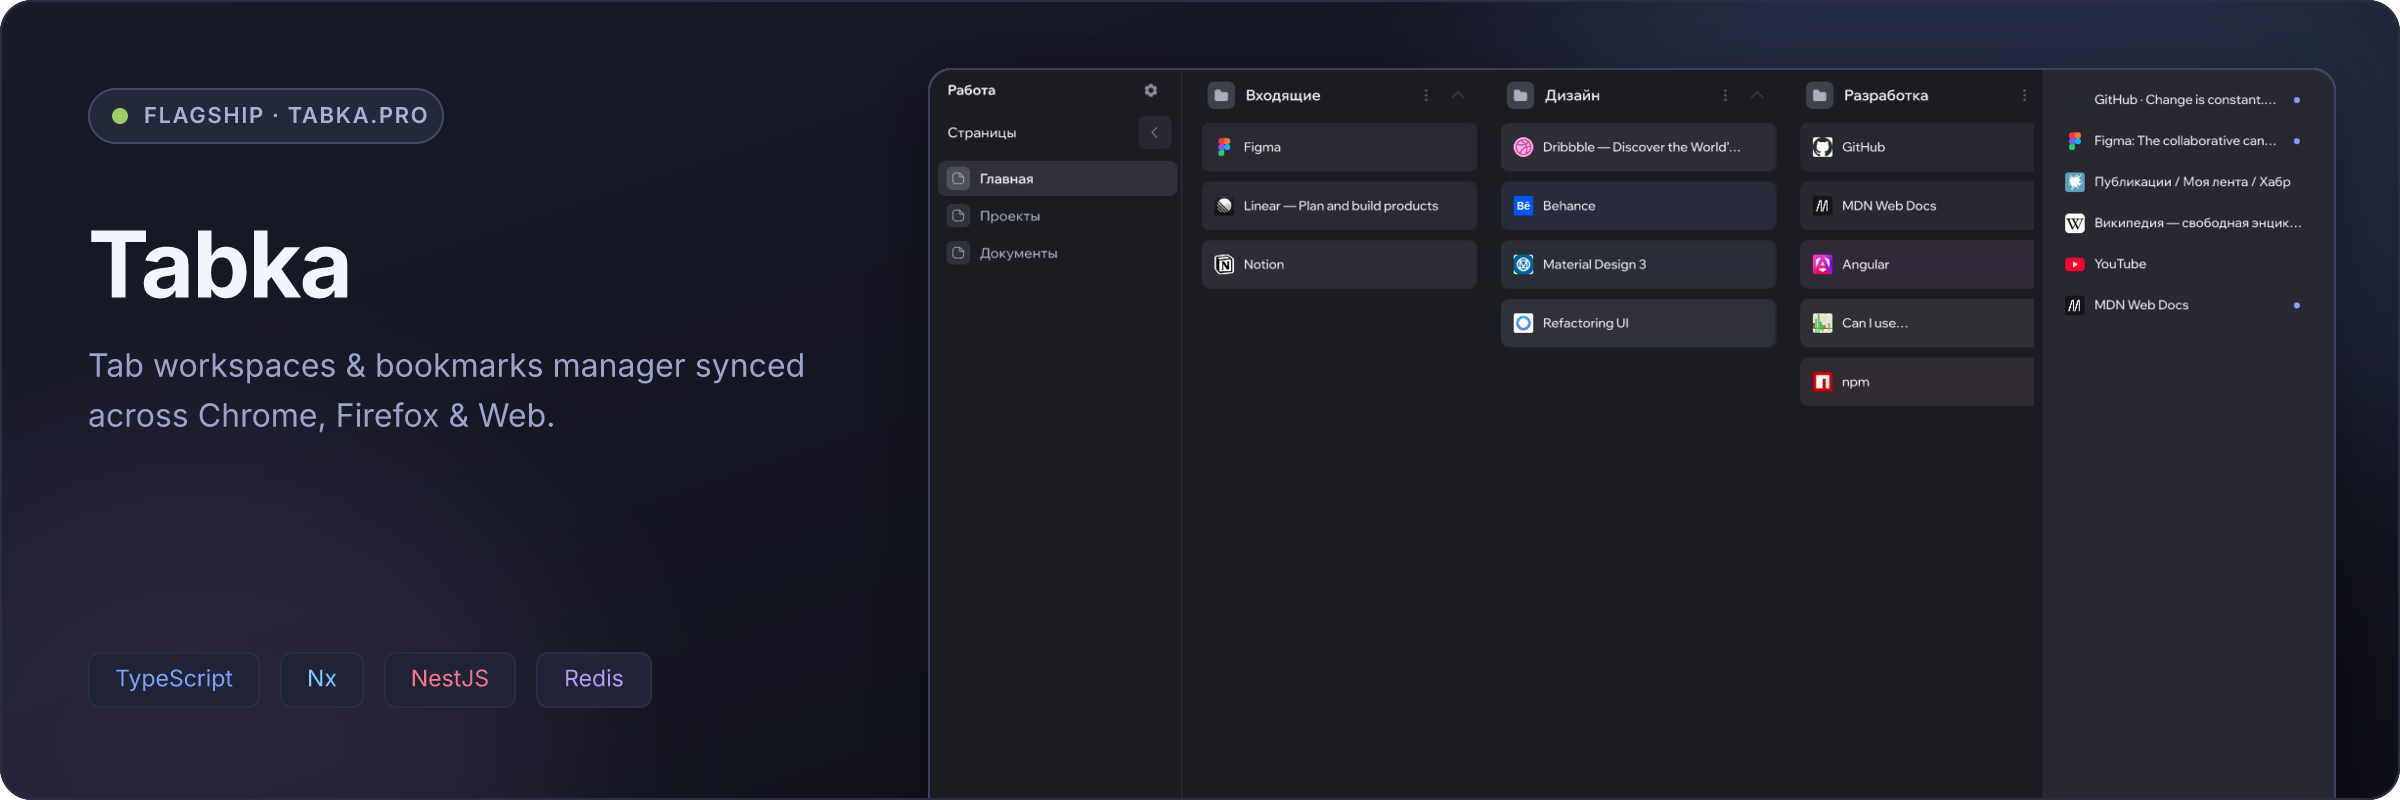 FLAGSHIP · TABKA.PRO
Tabka
Tab workspaces & bookmarks manager synced
across Chrome, Firefox & Web.
TypeScript
Nx
NestJS
Redis
Работа
Страницы
Главная
Проекты
Документы
Входящие
Figma
Linear — Plan and build products
Notion
Дизайн
Dribbble — Discover the World'...
Behance
Material Design 3
Refactoring UI
Разработка
GitHub
MDN Web Docs
Angular
Can I use...
npm
GitHub · Change is constant....
Figma: The collaborative can...
Публикации / Моя лента / Хабр
Википедия — свободная энцик...
YouTube
MDN Web Docs